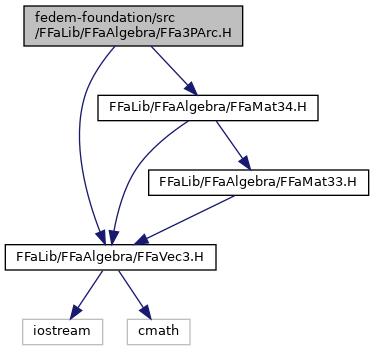 fedem-foundation/src
/FFaLib/FFaAlgebra/FFa3PArc.H
FFaLib/FFaAlgebra/FFaMat34.H
FFaLib/FFaAlgebra/FFaMat33.H
FFaLib/FFaAlgebra/FFaVec3.H
iostream
cmath